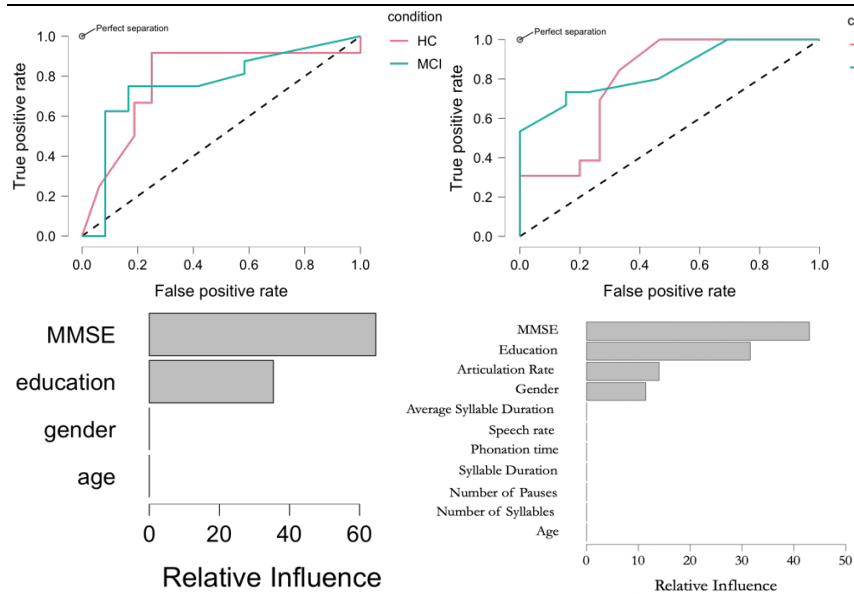 condition
HC
MCI
Perfect separation
1.0
0.8
0.6
0.4
0.2
0.0
True positive rate
0.0 0.2 0.4 0.6 0.8 1.0
False positive rate
c
Perfect separation
1.0
0.8
0.6
0.4
0.2
0.0
True positive rate
0.0 0.2 0.4 0.6 0.8 1.0
False positive rate
MMSE
education
gender
age
0 20 40 60
Relative Influence
MMSE
Education
Articulation Rate
Gender
Average Syllable Duration
Speech rate
Phonation time
Syllable Duration
Number of Pauses
Number of Syllables
Age
0 10 20 30 40 50
Relative Influence